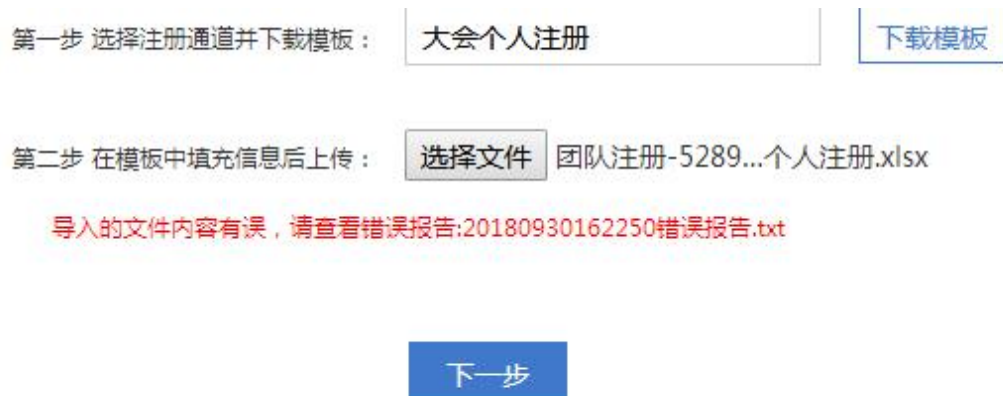 第一步 选择注册通道并下载模板： 大会个人注册 下载模板
第二步 在模板中填充信息后上传： 选择文件 团队注册-5289...个人注册.xlsx
导入的文件内容有误，请查看错误报告:20180930162250错误报告.txt
下一步